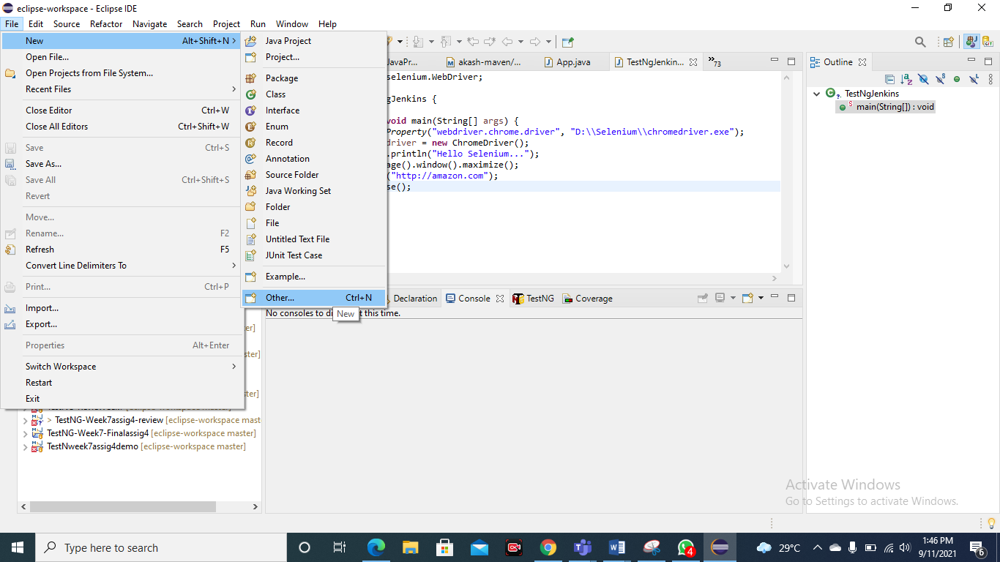 eclipse-workspace - Eclipse IDE
File Edit Source Refactor Navigate Search Project Run Window Help
New Alt+Shift+N
Open File...
Open Projects from File System...
Recent Files
Close Editor Ctrl+W
Close All Editors Ctrl+Shift+W
Save Ctrl+S
Save As...
Save All Ctrl+Shift+S
Revert
Move...
Rename... F2
Refresh F5
Convert Line Delimiters To
Print... Ctrl+P
Import...
Export...
Properties Alt+Enter
Switch Workspace
Restart
Exit
Java Project
Project...
Package
Class
Interface
Enum
Record
Annotation
Source Folder
Java Working Set
Folder
File
Untitled Text File
JUnit Test Case
Example...
Other... Ctrl+N
New
JavaPr... akash-maven/... App.java TestNgJenkin... »73
selenium.WebDriver;
gJenkins {
void main(String[] args) {
Property("webdriver.chrome.driver", "D:\\Selenium\\chromedriver.exe");
driver = new ChromeDriver();
.println("Hello Selenium...");
age().window().maximize();
("http://amazon.com");
se();
Outline
TestNgJenkins
main(String[]) : void
Declaration Console TestNG Coverage
No consoles to di t this time.
er]
ster]
ster]
> TestNG-Week7assig4-review [eclipse-workspace mast
TestNG-Week7-Finalassig4 [eclipse-workspace master]
TestNweek7assig4demo [eclipse-workspace master]
Activate Windows
Go to Settings to activate Windows.
Type here to search
4
29°C
1:46 PM
9/11/2021
6